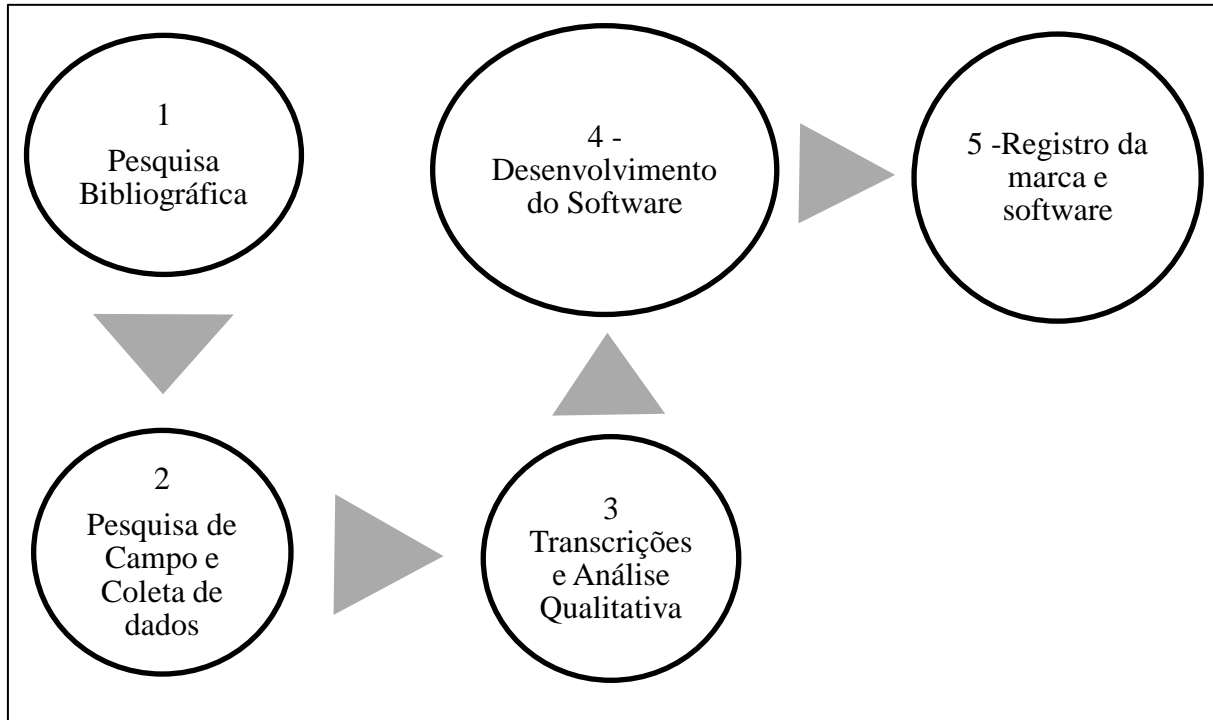 1
Pesquisa
Bibliográfica
2
Pesquisa de
Campo e
Coleta de
dados
3
Transcrições
e Análise
Qualitativa
4 -
Desenvolvimento
do Software
5 -Registro da
marca e
software